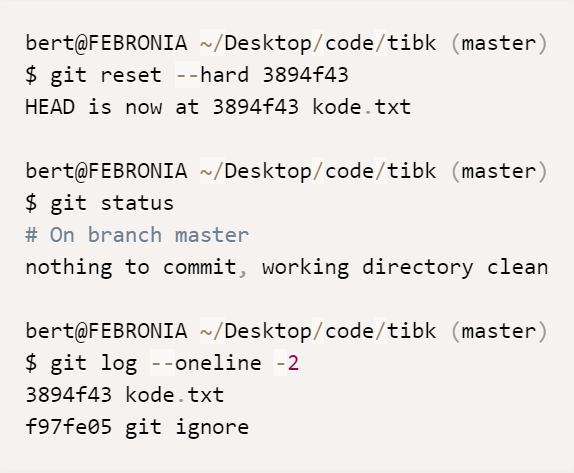 bert@FEBRONIA ~/Desktop/code/tibk (master)
$ git reset --hard 3894f43
HEAD is now at 3894f43 kode.txt
bert@FEBRONIA ~/Desktop/code/tibk (master)
$ git status
# On branch master
nothing to commit, working directory clean
bert@FEBRONIA ~/Desktop/code/tibk (master)
$ git log --oneline -2
3894f43 kode.txt
f97fe05 git ignore